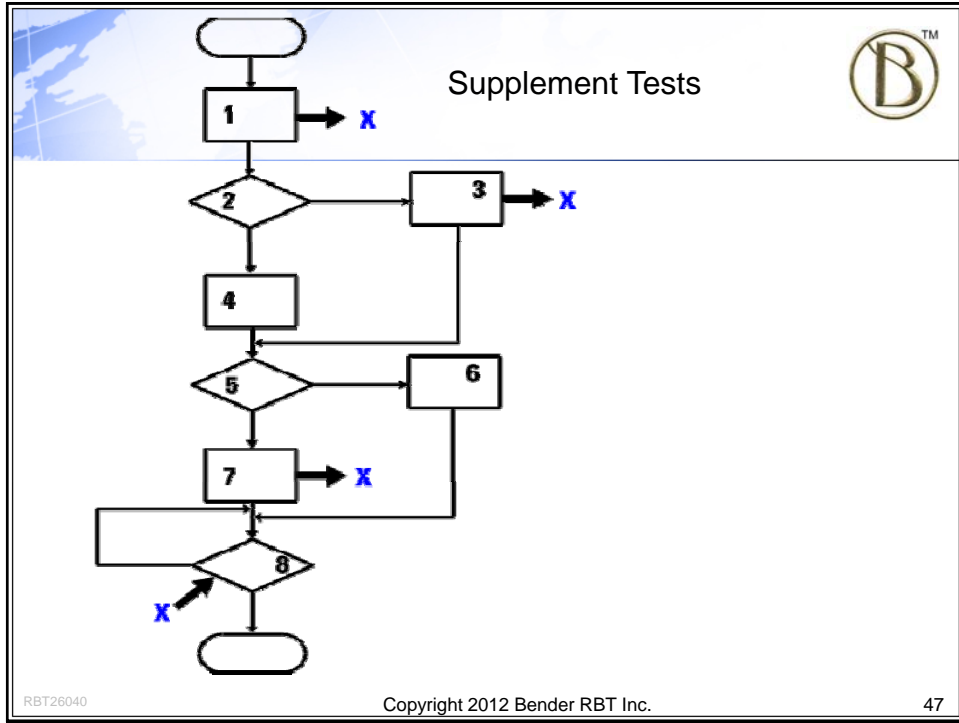 Supplement Tests
B
TM
1
X
2
3
X
4
5
6
7
X
8
X
RBT26040
Copyright 2012 Bender RBT Inc.
47